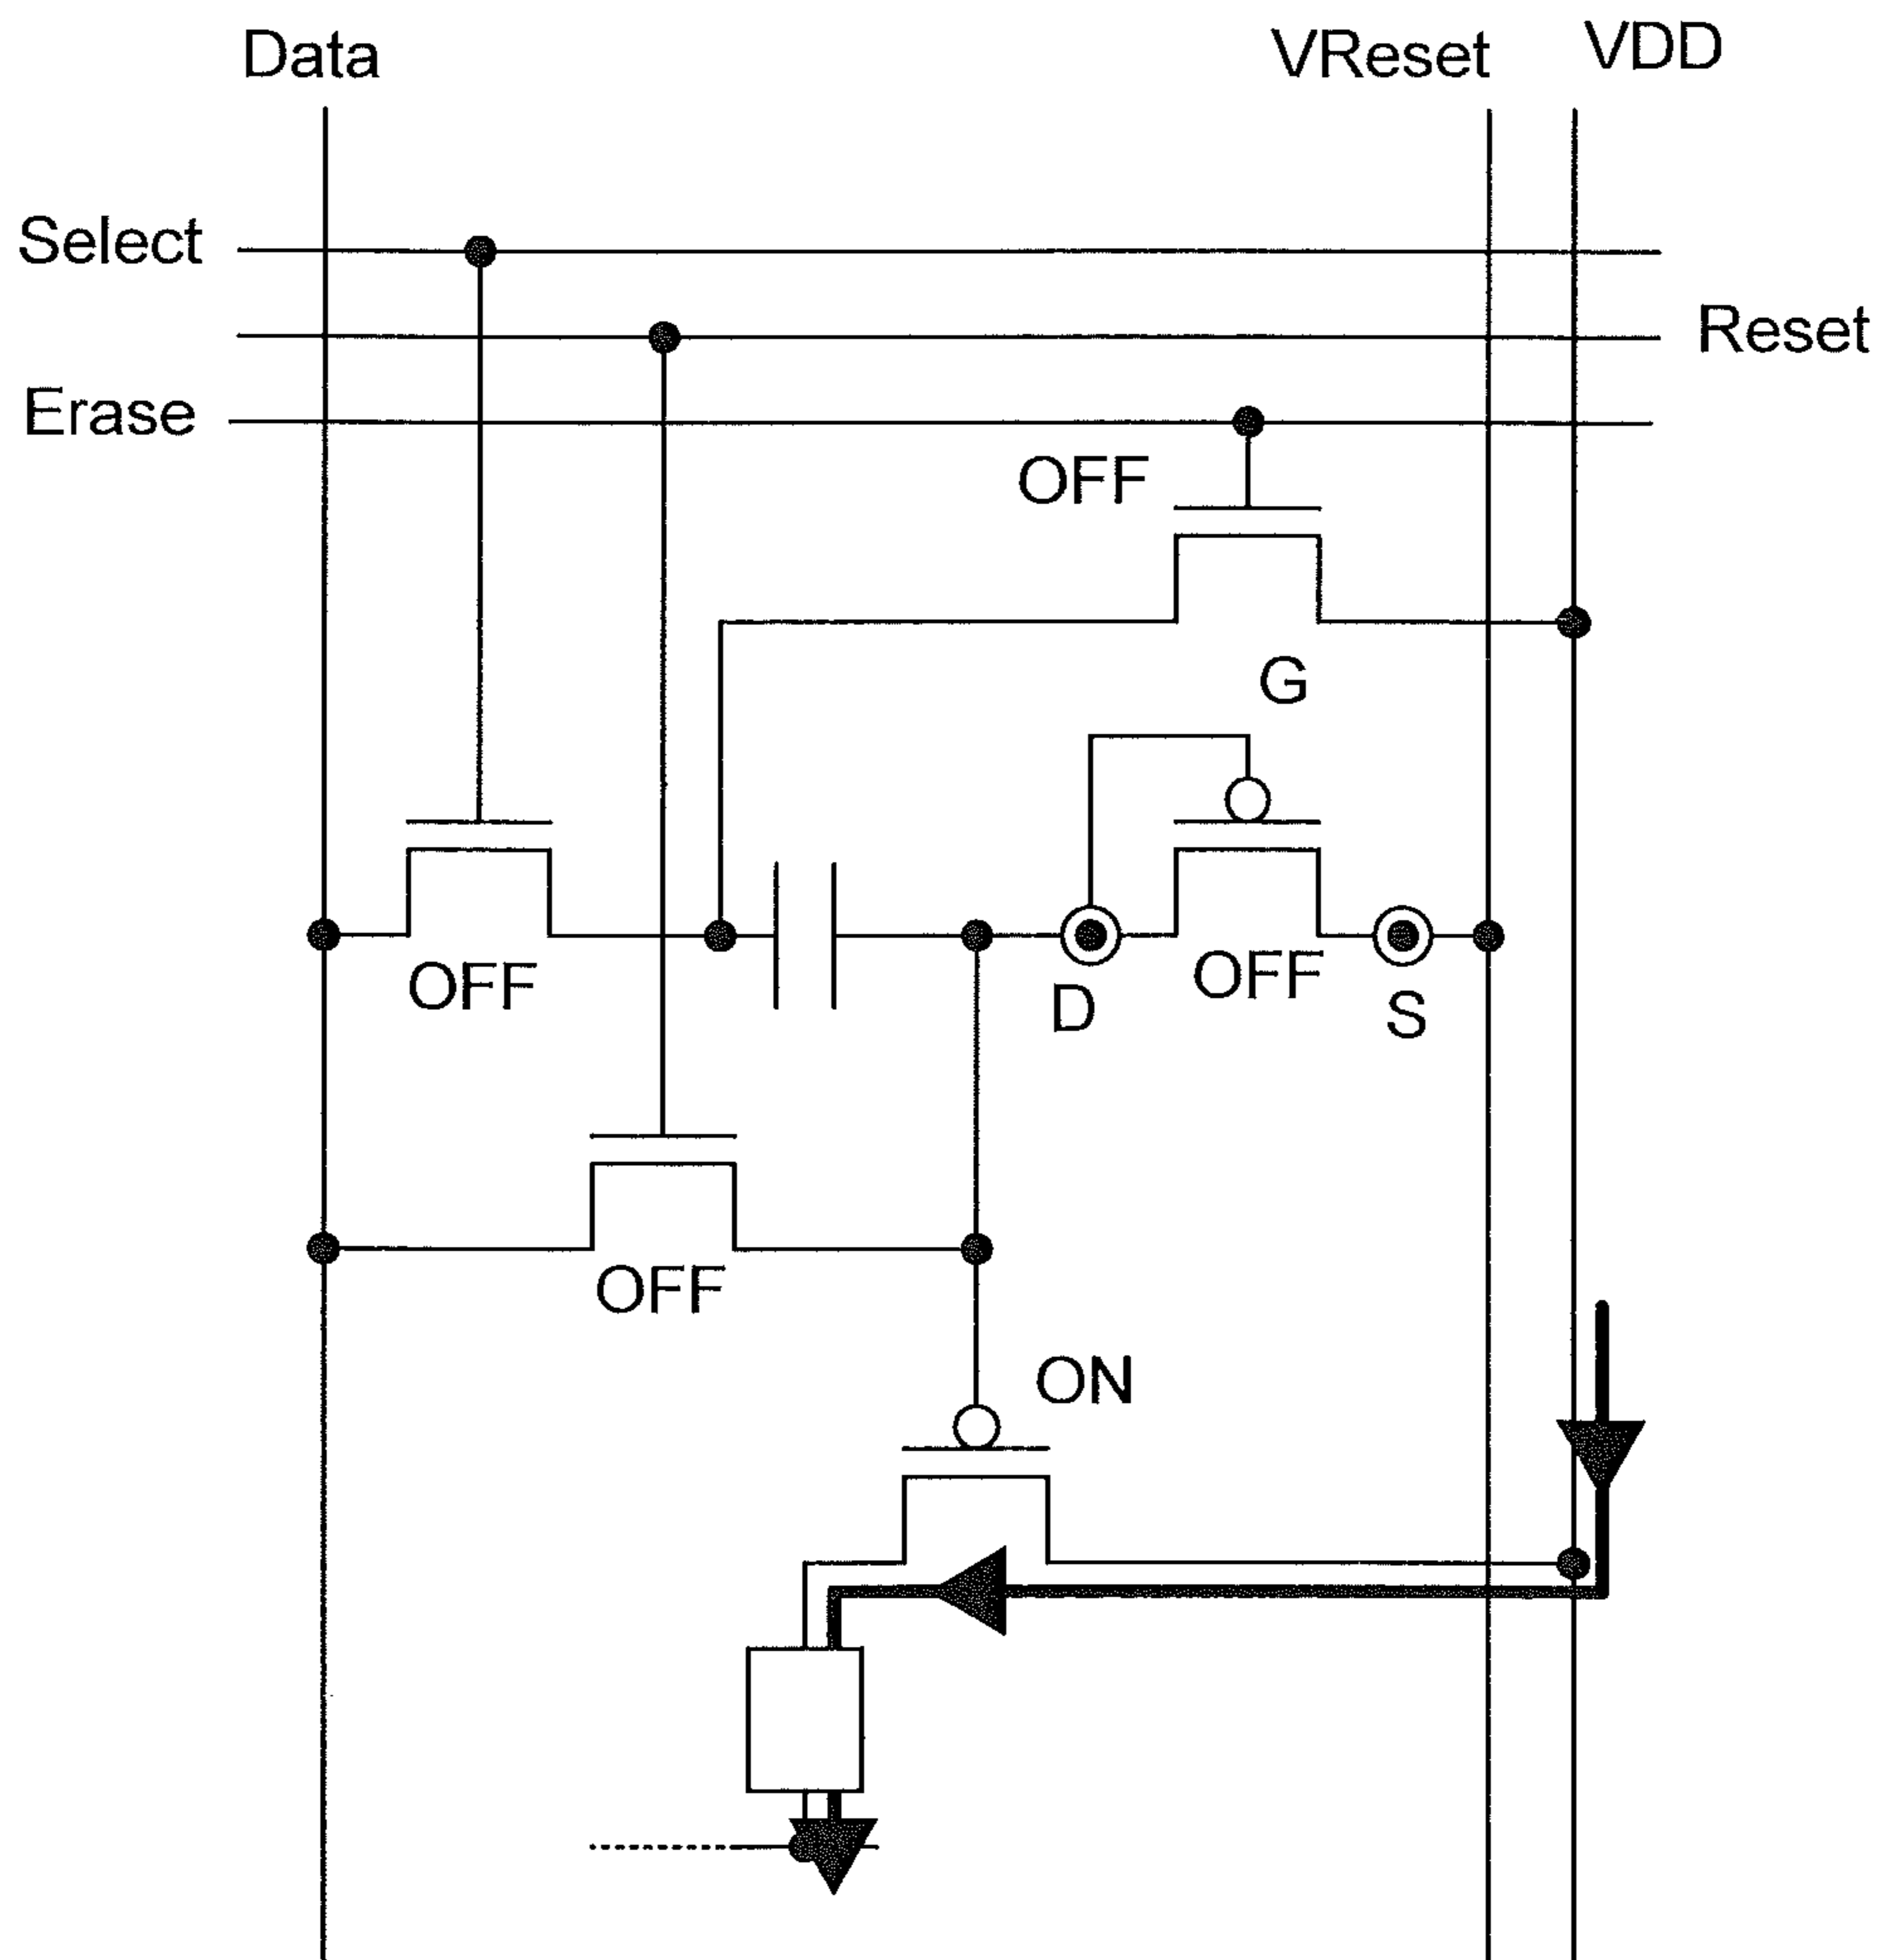 Data
VReset
VDD
Select
Reset
Erase
OFF
G
OFF
D
OFF
S
OFF
ON